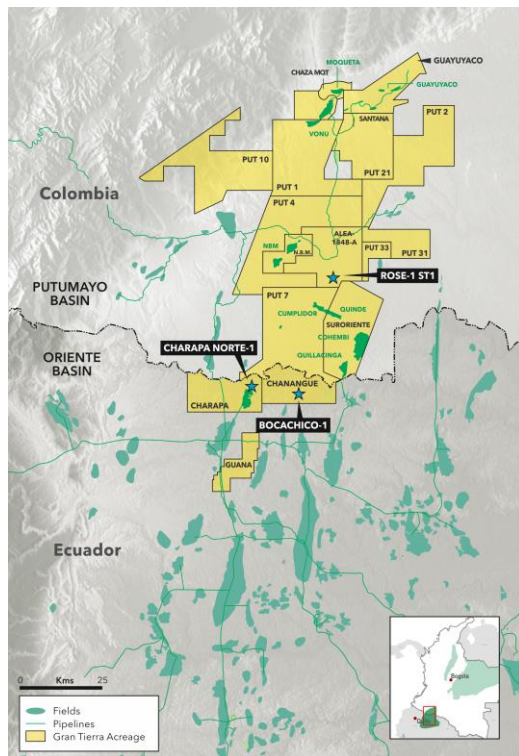 MOQUETA
GUAYUYACO
CHAZA MQT
GUAYUYACO
SANTANA
PUT 2
VONU
PUT 10
PUT 21
PUT 1
Colombia
PUT 4
ALEA-
1848-A
NBM
N.B.M.
PUT 33
PUT 31
ROSE-1 ST1
PUTUMAYO
BASIN
PUT 7
CUMPLIDOR
QUINDE
SURORIENTE
COHEMBI
CHARAPA NORTE-1
QUILLACINGA
ORIENTE
BASIN
CHANANGUE
CHARAPA
BOCACHICO-1
IGUANA
Ecuador
Bogota
0
Kms
25
Fields
Pipelines
Gran Tierra Acreage